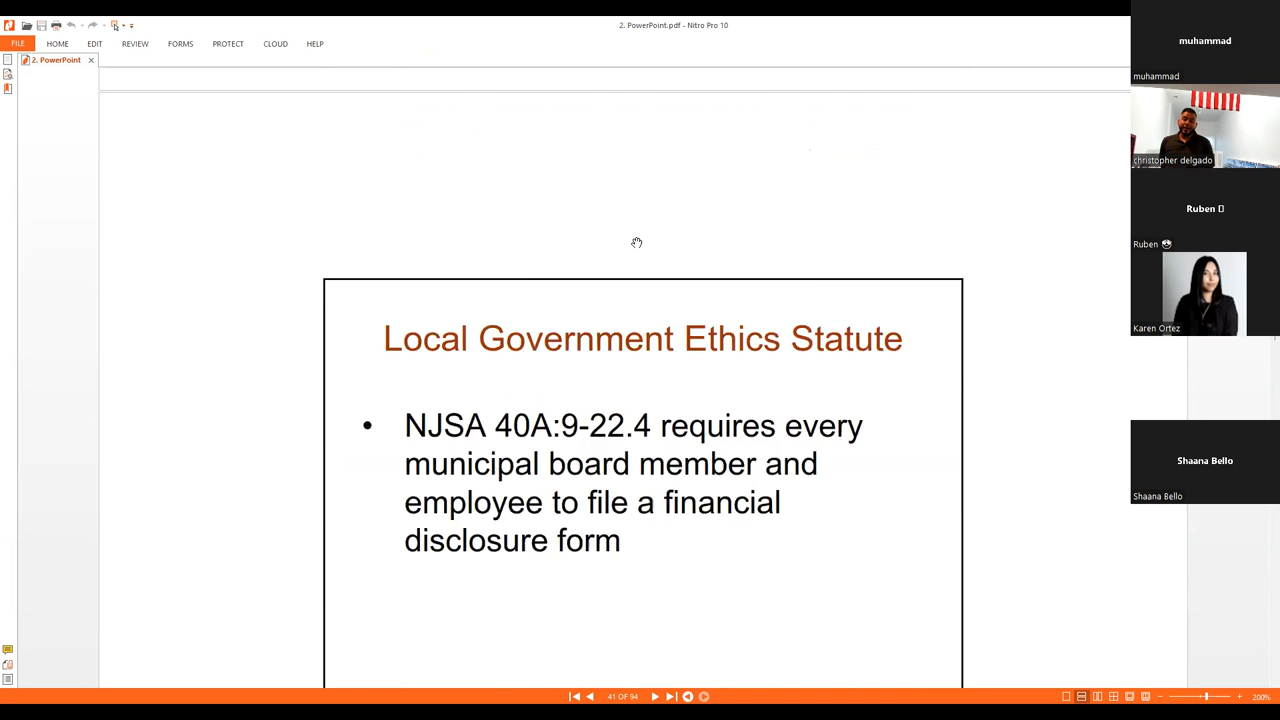 2. PowerPoint.pdf - Nitro Pro 10
FILE HOME EDIT REVIEW FORMS PROTECT CLOUD HELP
2. PowerPoint
Local Government Ethics Statute
• NJSA 40A:9-22.4 requires every
municipal board member and
employee to file a financial
disclosure form
41 OF 94
200%
muhammad
muhammad
christopher delgado
Ruben
Ruben
Karen Ortez
Shaana Bello
Shaana Bello